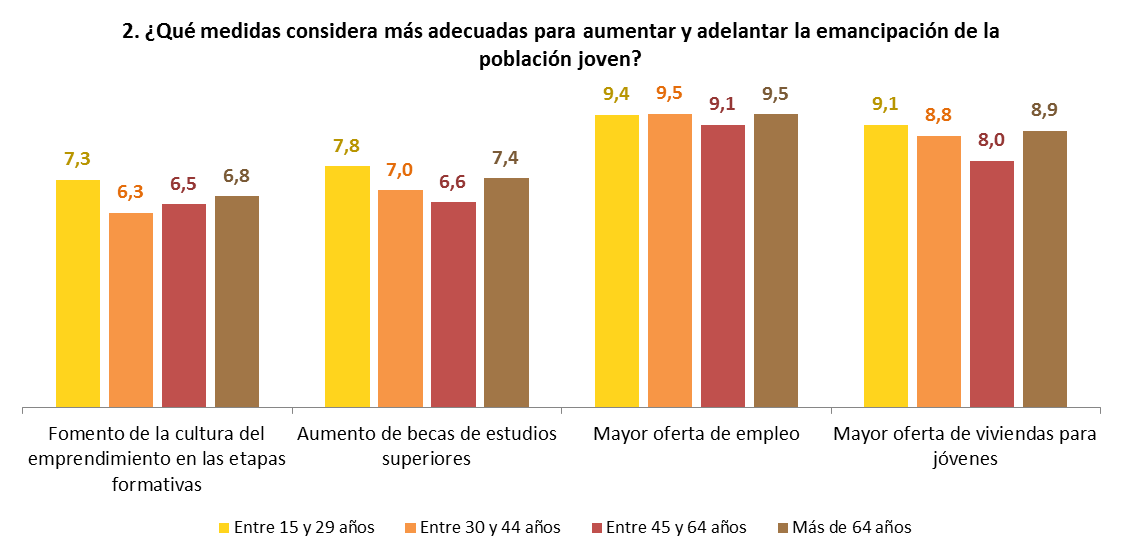 2. ¿Qué medidas considera más adecuadas para aumentar y adelantar la emancipación de la
población joven?
7,3
6,3
6,5
6,8
7,8
7,0
6,6
7,4
9,4
9,5
9,1
9,5
9,1
8,8
8,0
8,9
Fomento de la cultura del
emprendimiento en las etapas
formativas
Aumento de becas de estudios
superiores
Mayor oferta de empleo
Mayor oferta de viviendas para
jóvenes
Entre 15 y 29 años
Entre 30 y 44 años
Entre 45 y 64 años
Más de 64 años